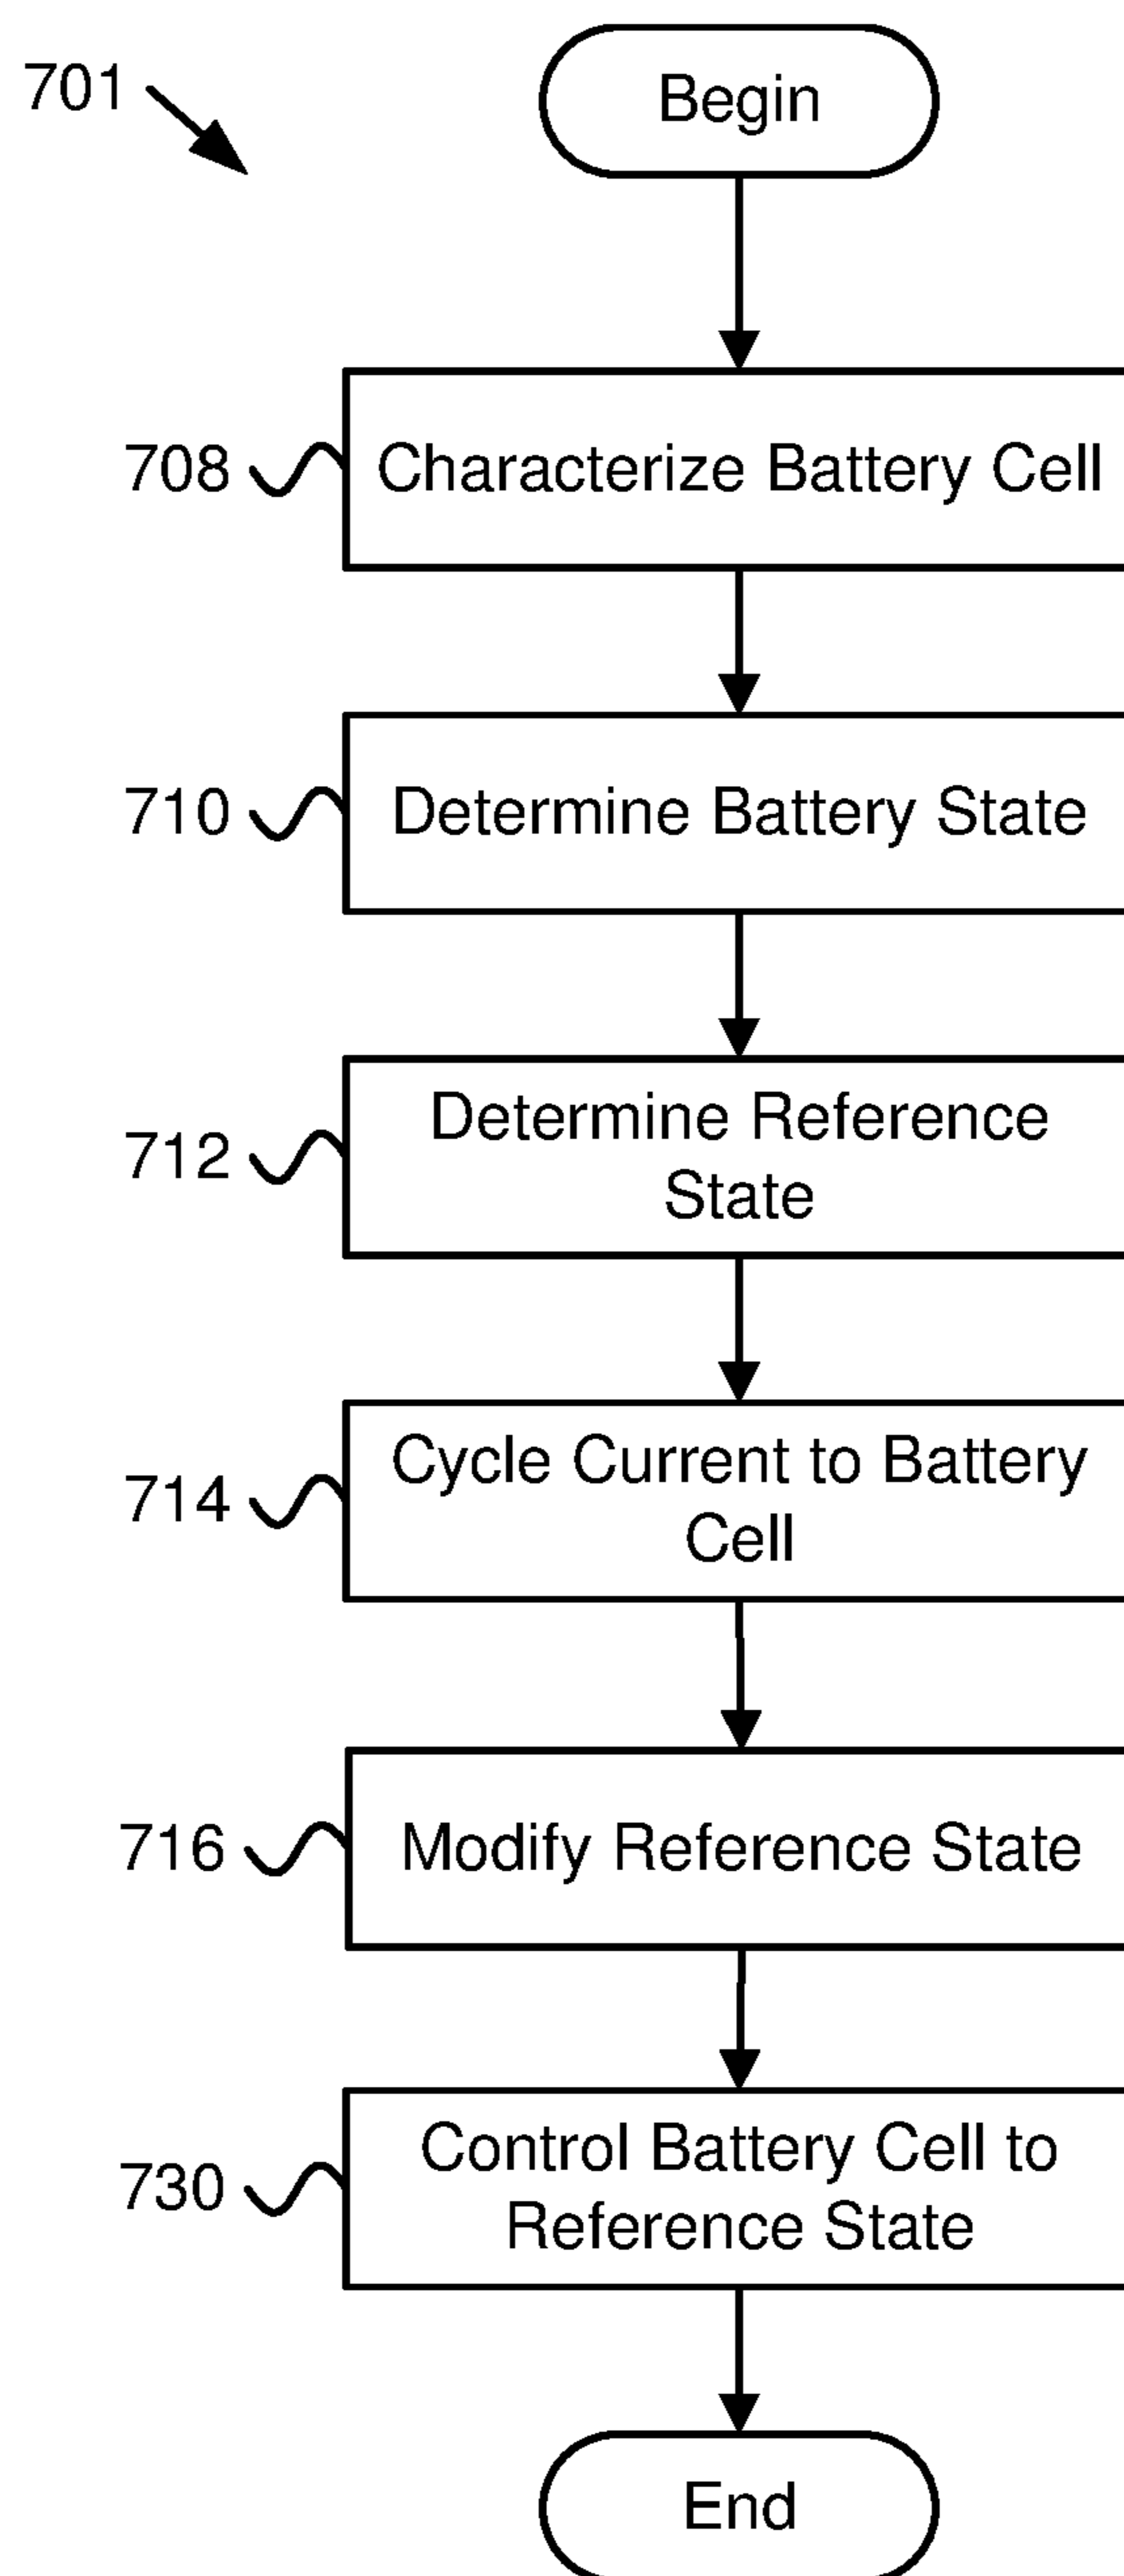 701
Begin
708
Characterize Battery Cell
710
Determine Battery State
712
Determine Reference
State
714
Cycle Current to Battery
Cell
716
Modify Reference State
730
Control Battery Cell to
Reference State
End